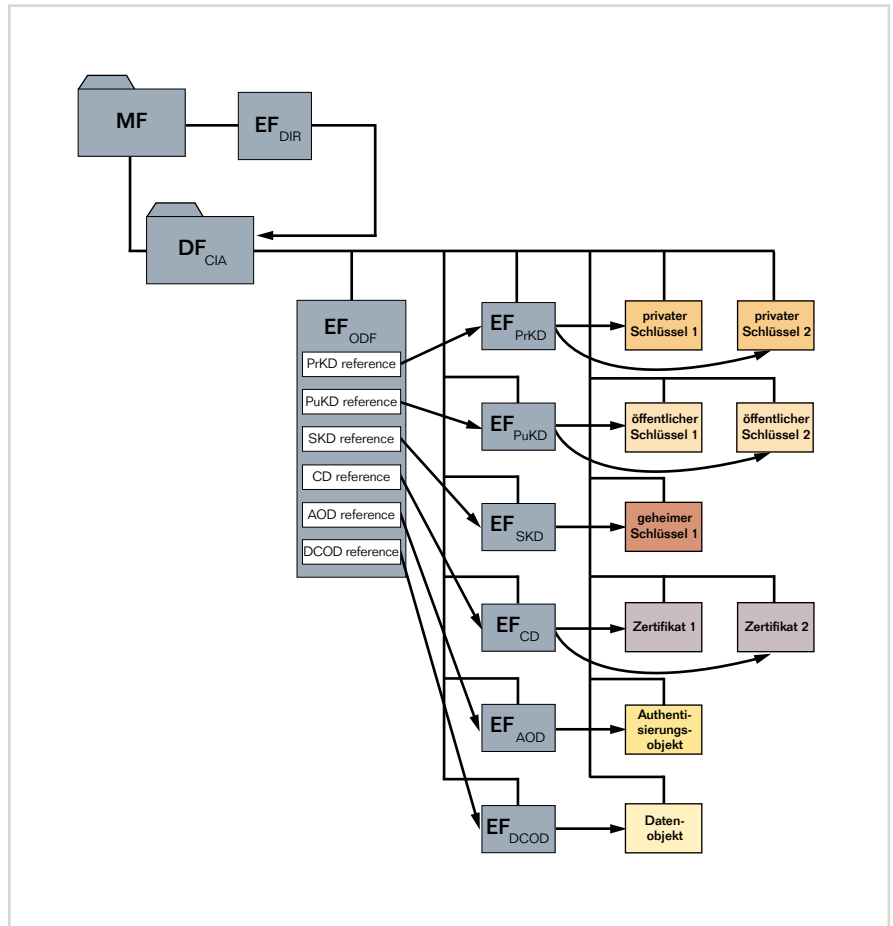 MF
EF DIR
DF CIA
EF ODF
PrKD reference
PuKD reference
SKD reference
CD reference
AOD reference
DCOD reference
EF PrKD
privater
Schlüssel 1
privater
Schlüssel 2
EF PuKD
öffentlicher
Schlüssel 1
öffentlicher
Schlüssel 2
EF SKD
geheimer
Schlüssel 1
EF CD
Zertifikat 1
Zertifikat 2
EF AOD
Authenti-
sierungs-
objekt
EF DCOD
Daten-
objekt